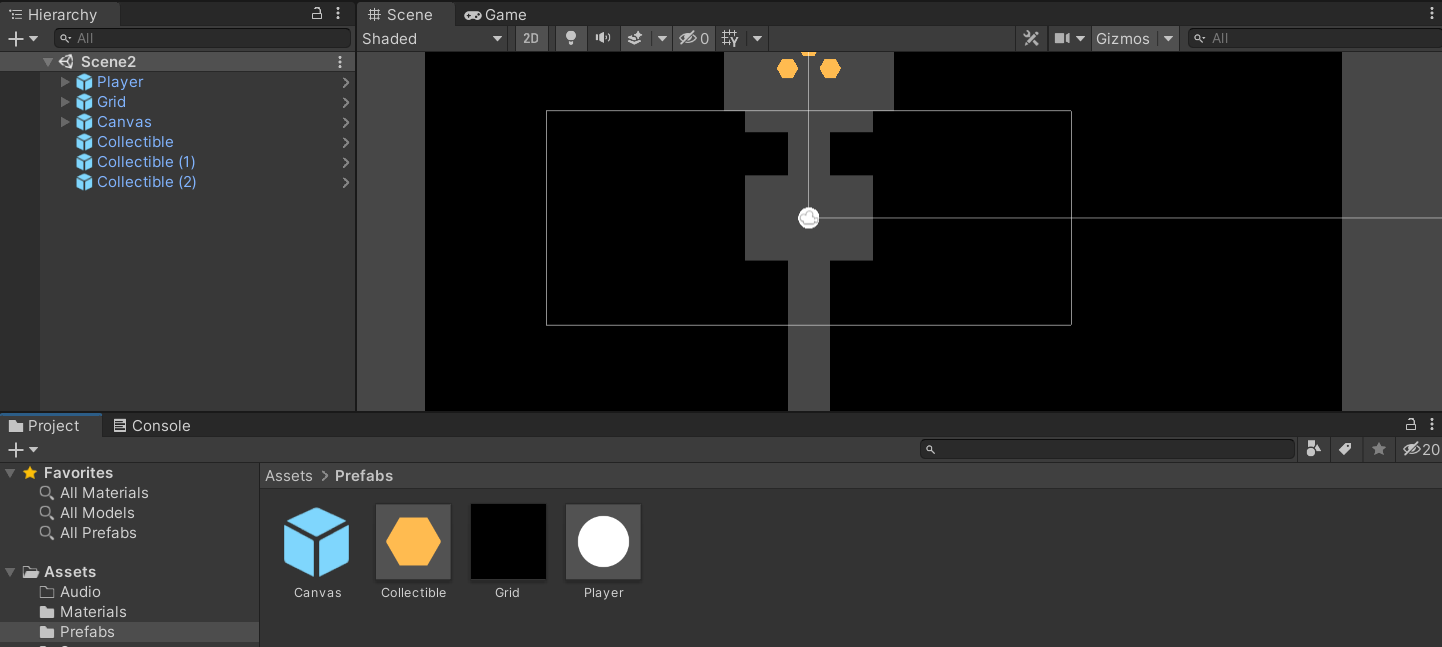 Hierarchy
All
Scene2
Player
Grid
Canvas
Collectible
Collectible (1)
Collectible (2)
Scene
Game
Shaded
2D
0
Gizmos
All
Project
Console
20
Favorites
All Materials
All Models
All Prefabs
Assets
Audio
Materials
Prefabs
Assets > Prefabs
Canvas
Collectible
Grid
Player